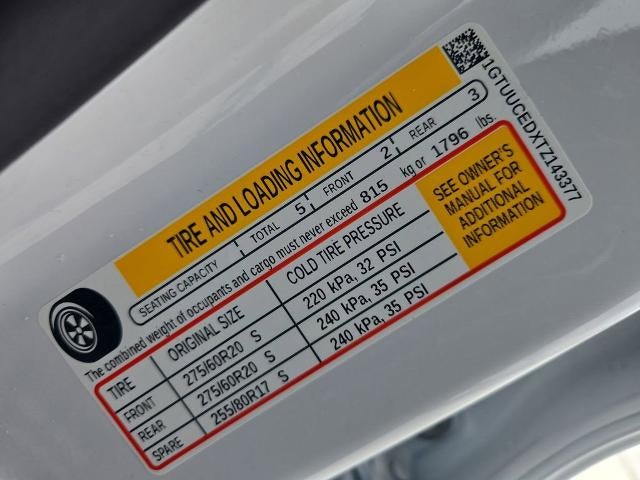 TIRE AND LOADING INFORMATION
SEATING CAPACITY TOTAL 5 FRONT 2 REAR 3
The combined weight of occupants and cargo must never exceed 815 kg or 1796 lbs.
TIRE ORIGINAL SIZE COLD TIRE PRESSURE
FRONT 275/60R20 S 220 kPa, 32 PSI
REAR 275/60R20 S 240 kPa, 35 PSI
SPARE 255/80R17 S 240 kPa, 35 PSI
SEE OWNER'S
MANUAL FOR
ADDITIONAL
INFORMATION
1GTUUCEDXTZ143377